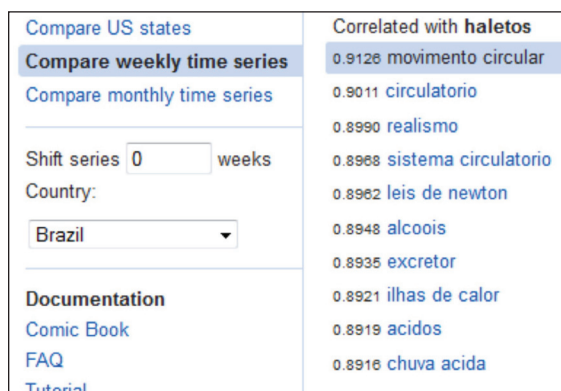 Compare US states
Compare weekly time series
Compare monthly time series
Shift series 0 weeks
Country:
Brazil
Documentation
Comic Book
FAQ
Tutorial
Correlated with haletos
0.9126 movimento circular
0.9011 circulatorio
0.8990 realismo
0.8968 sistema circulatorio
0.8962 leis de newton
0.8948 alcoois
0.8935 excretor
0.8921 ilhas de calor
0.8919 acidos
0.8916 chuva acida